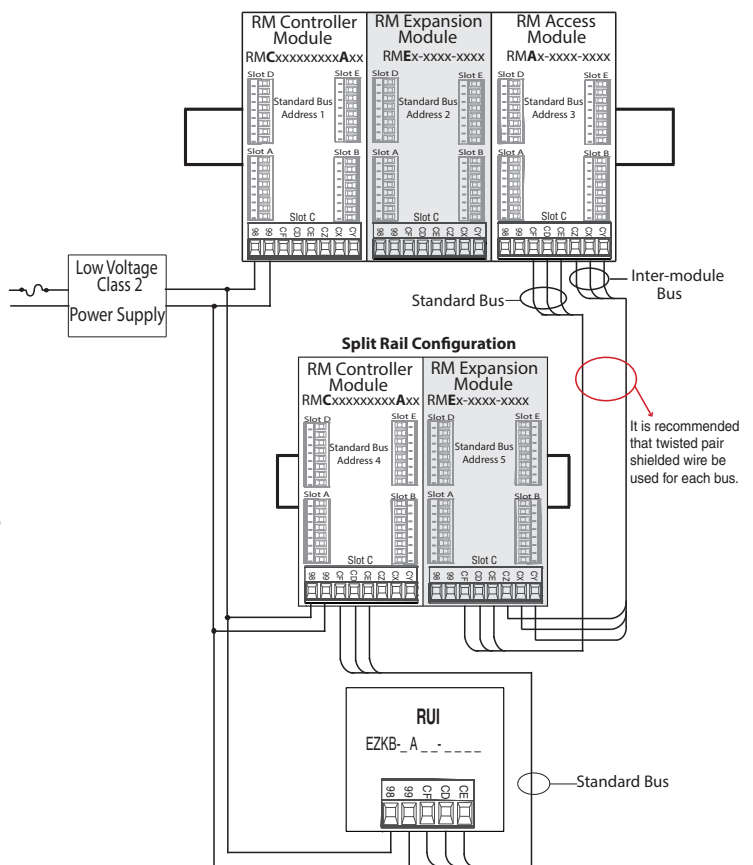 RM Controller
Module
RMCxxxxxxxxxAxx
RM Expansion
Module
RMEx-xxxx-xxxx
RM Access
Module
RMAx-xxxx-xxxx
Slot D
Slot E
Standard Bus
Address 1
Slot A
Slot B
Slot C
98 99 CF CD CE CZ CX CY
Slot D
Slot E
Standard Bus
Address 2
Slot A
Slot B
Slot C
98 99 CF CD CE CZ CX CY
Slot D
Slot E
Standard Bus
Address 3
Slot A
Slot B
Slot C
98 99 CF CD CE CZ CX CY
Low Voltage
Class 2
Power Supply
Standard Bus
Inter-module
Bus
Split Rail Configuration
RM Controller
Module
RMCxxxxxxxxxAxx
RM Expansion
Module
RMEx-xxxx-xxxx
Slot D
Slot E
Standard Bus
Address 4
Slot A
Slot B
Slot C
98 99 CF CD CE CZ CX CY
Slot D
Slot E
Standard Bus
Address 5
Slot A
Slot B
Slot C
98 99 CF CD CE CZ CX CY
It is recommended
that twisted pair
shielded wire be
used for each bus.
RUI
EZKB-_A__-____
98 99 CF CD CE
Standard Bus